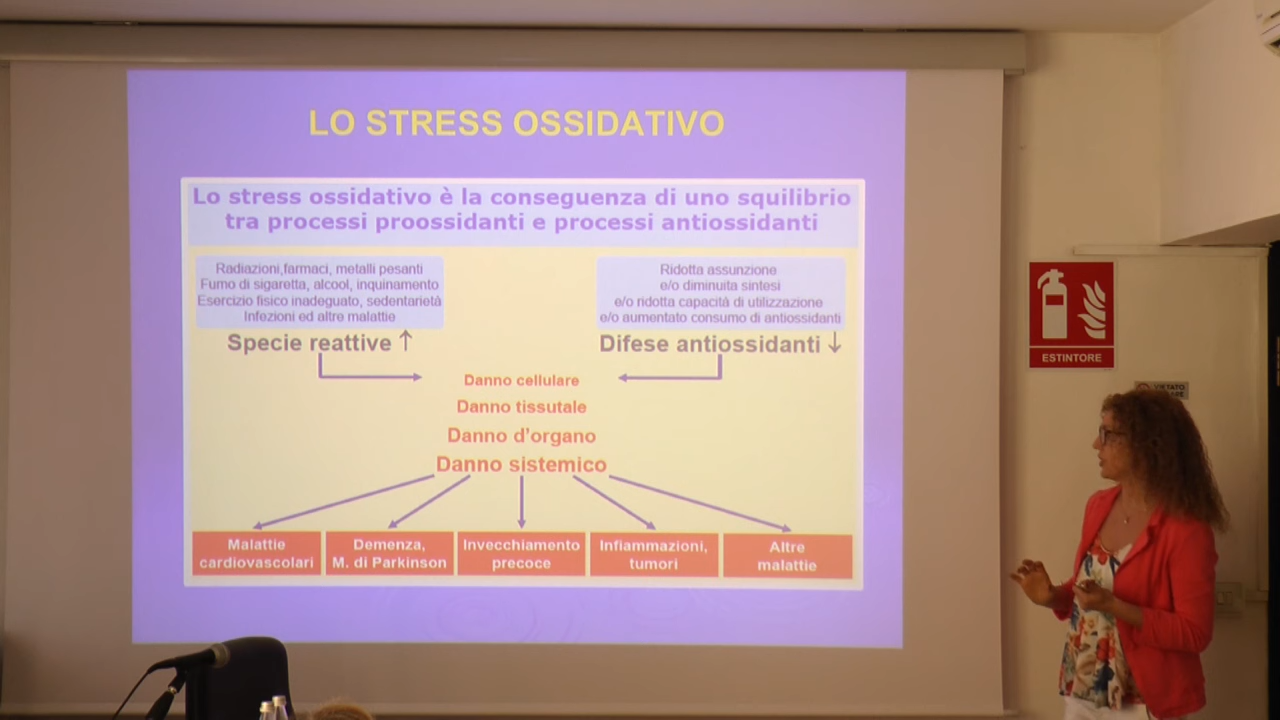 LO STRESS OSSIDATIVO
Lo stress ossidativo è la conseguenza di uno squilibrio
tra processi proossidanti e processi antiossidanti
Radiazioni,farmaci, metalli pesanti
Fumo di sigaretta, alcool, inquinamento
Esercizio fisico inadeguato, sedentarietà
Infezioni ed altre malattie
Specie reattive ↑
Ridotta assunzione
e/o diminuita sintesi
e/o ridotta capacità di utilizzazione
e/o aumentato consumo di antiossidanti
Difese antiossidanti ↓
Danno cellulare
Danno tissutale
Danno d'organo
Danno sistemico
Malattie
cardiovascolari
Demenza,
M. di Parkinson
Invecchiamento
precoce
Infiammazioni,
tumori
Altre
malattie
ESTINTORE
VIETATO